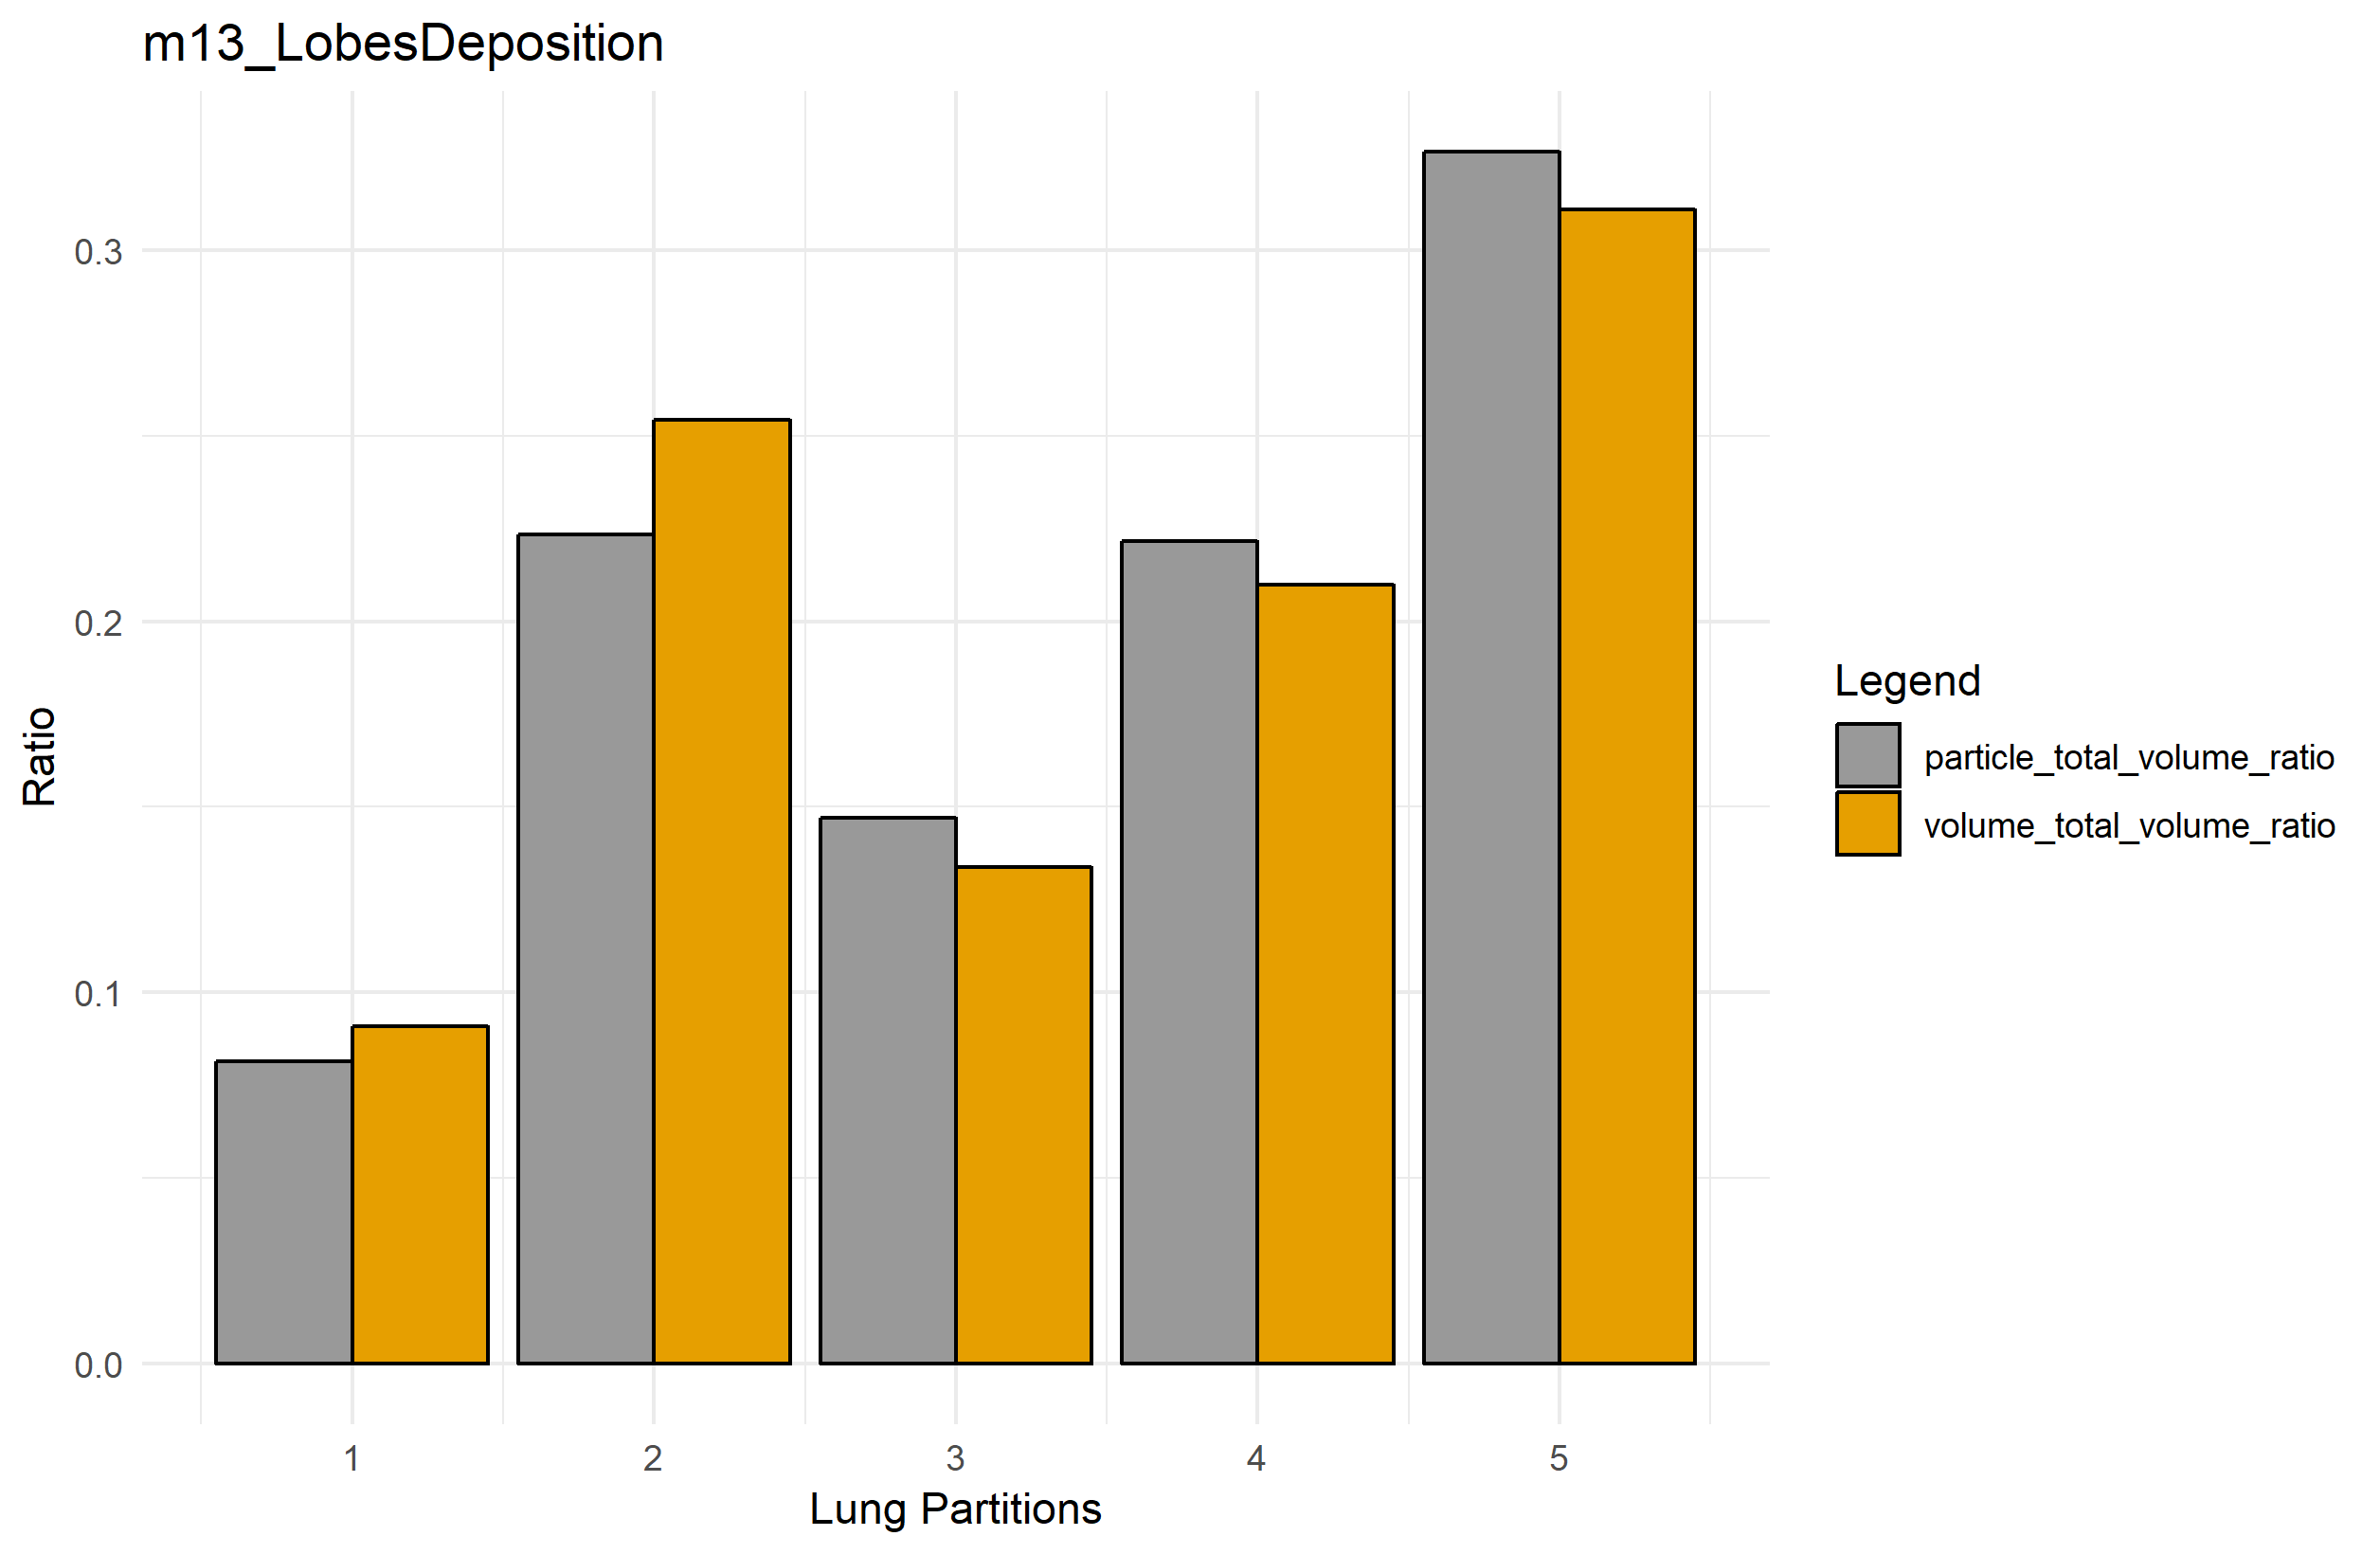 m13_LobesDeposition
Ratio
0.3
0.2
0.1
0.0
1 2 3 4 5
Lung Partitions
Legend
particle_total_volume_ratio
volume_total_volume_ratio